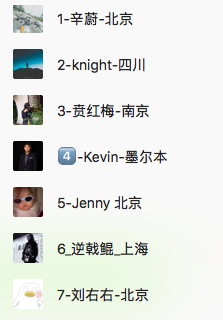 1-辛蔚-北京
2-knight-四川
3-贲红梅-南京
4️⃣-Kevin-墨尔本
5-Jenny 北京
6_逆戟鲲_上海
7-刘右右-北京